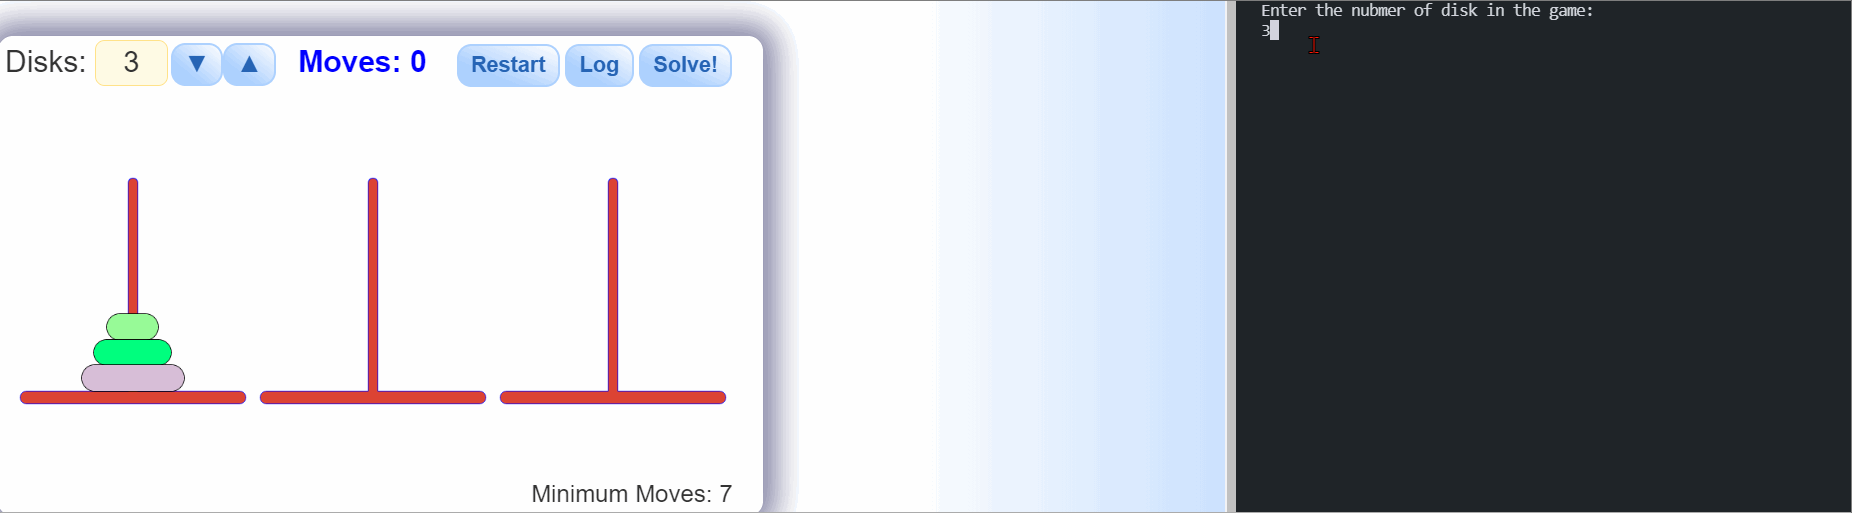 Disks: 3 ▼ ▲ Moves: 0 Restart Log Solve!
Minimum Moves: 7
Enter the nubmer of disk in the game:
3